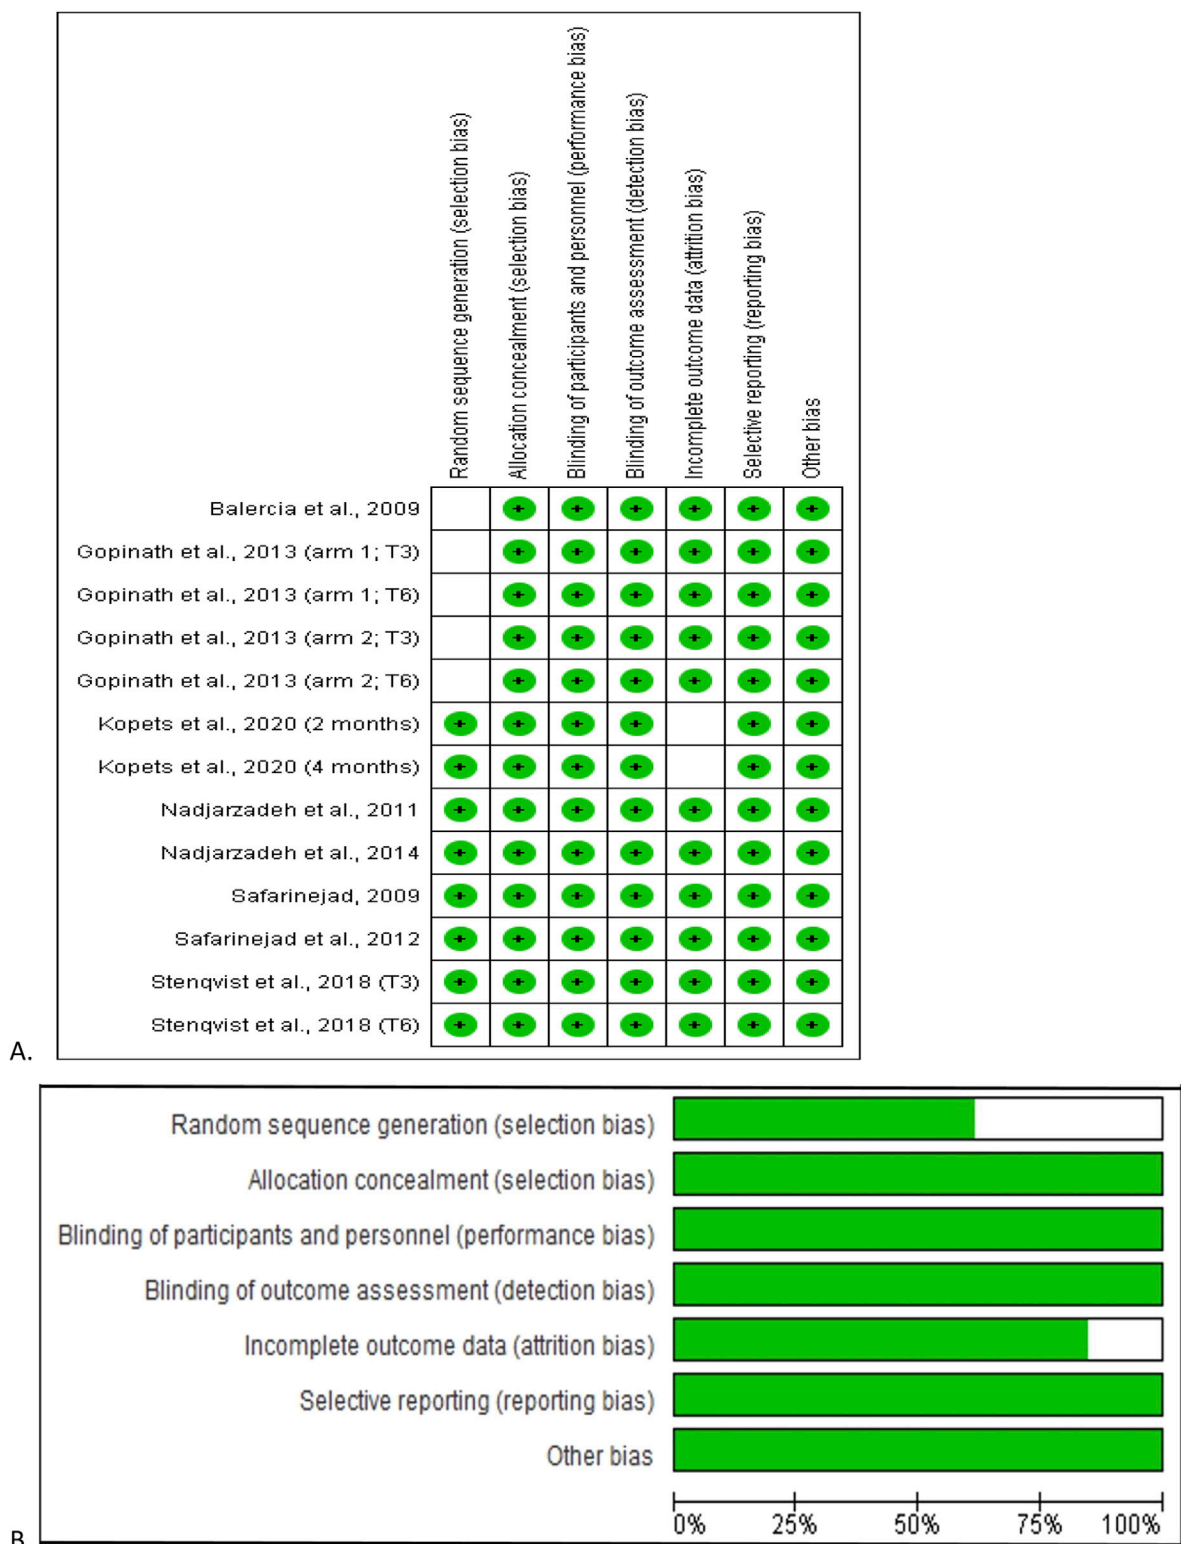 Random sequence generation (selection bias)
Allocation concealment (selection bias)
Blinding of participants and personnel (performance bias)
Blinding of outcome assessment (detection bias)
Incomplete outcome data (attrition bias)
Selective reporting (reporting bias)
Other bias
Balercia et al., 2009 + + + + + +
Gopinath et al., 2013 (arm 1; T3) + + + + + +
Gopinath et al., 2013 (arm 1; T6) + + + + + +
Gopinath et al., 2013 (arm 2; T3) + + + + + +
Gopinath et al., 2013 (arm 2; T6) + + + + + +
Kopets et al., 2020 (2 months) + + + + + +
Kopets et al., 2020 (4 months) + + + + + +
Nadjarzadeh et al., 2011 + + + + + + +
Nadjarzadeh et al., 2014 + + + + + + +
Safarinejad, 2009 + + + + + + +
Safarinejad et al., 2012 + + + + + + +
Stenqvist et al., 2018 (T3) + + + + + + +
Stenqvist et al., 2018 (T6) + + + + + + +
A.
Random sequence generation (selection bias)
Allocation concealment (selection bias)
Blinding of participants and personnel (performance bias)
Blinding of outcome assessment (detection bias)
Incomplete outcome data (attrition bias)
Selective reporting (reporting bias)
Other bias
0% 25% 50% 75% 100%
B